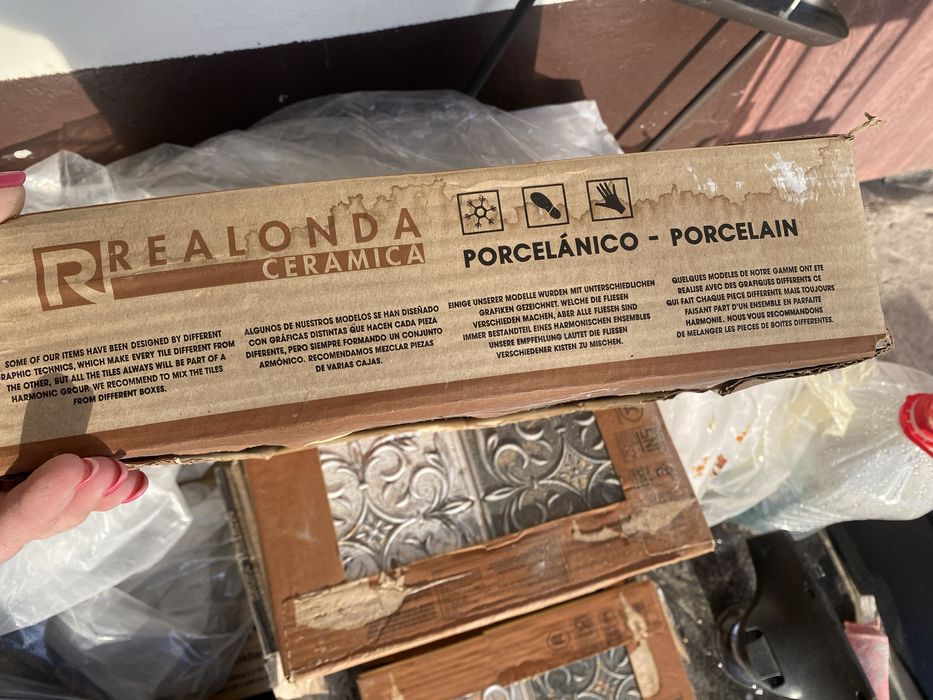 REALONDA
CERAMICA
PORCELÁNICO - PORCELAIN
SOME OF OUR ITEMS HAVE BEEN DESIGNED BY DIFFERENT
GRAPHIC TECHNICS, WHICH MAKE EVERY TILE DIFFERENT FROM
THE OTHER, BUT ALL THE TILES ALWAYS WILL BE PART OF A
HARMONIC GROUP. WE RECOMMEND TO MIX THE TILES
FROM DIFFERENT BOXES.
ALGUNOS DE NUESTROS MODELOS SE HAN DISEÑADO
CON GRÁFICAS DISTINTAS QUE HACEN CADA PIEZA
DIFERENTE, PERO SIEMPRE FORMANDO UN CONJUNTO
ARMÓNICO. RECOMENDAMOS MEZCLAR PIEZAS
DE VARIAS CAJAS.
EINIGE UNSERER MODELLE WURDEN MIT UNTERSCHIEDLICHEN
GRAFIKEN GEZEICHNET. WELCHE DIE FLIESEN
VERSCHIEDEN MACHEN, ABER ALLE FLIESEN SIND
IMMER BESTANDTEIL EINES HARMONISCHEN ENSEMBLES
UNSERE EMPFEHLUNG LAUTET DIE FLIESEN
VERSCHIEDENER KISTEN ZU MISCHEN.
QUELQUES MODELES DE NOTRE GAMME ONT ETE
REALISE AVEC DES GRAPFIQUES DIFFERENTS CE
QUI FAIT CHAQUE PIECE DIFFERENTE MAIS TOUJOURS
FAISANT PART D'UN ENSEMBLE EN PARFAITE
HARMONIE. NOUS VOUS RECOMMANDONS
DE MELANGER LES PIECES DE BOITES DIFFERENTES.